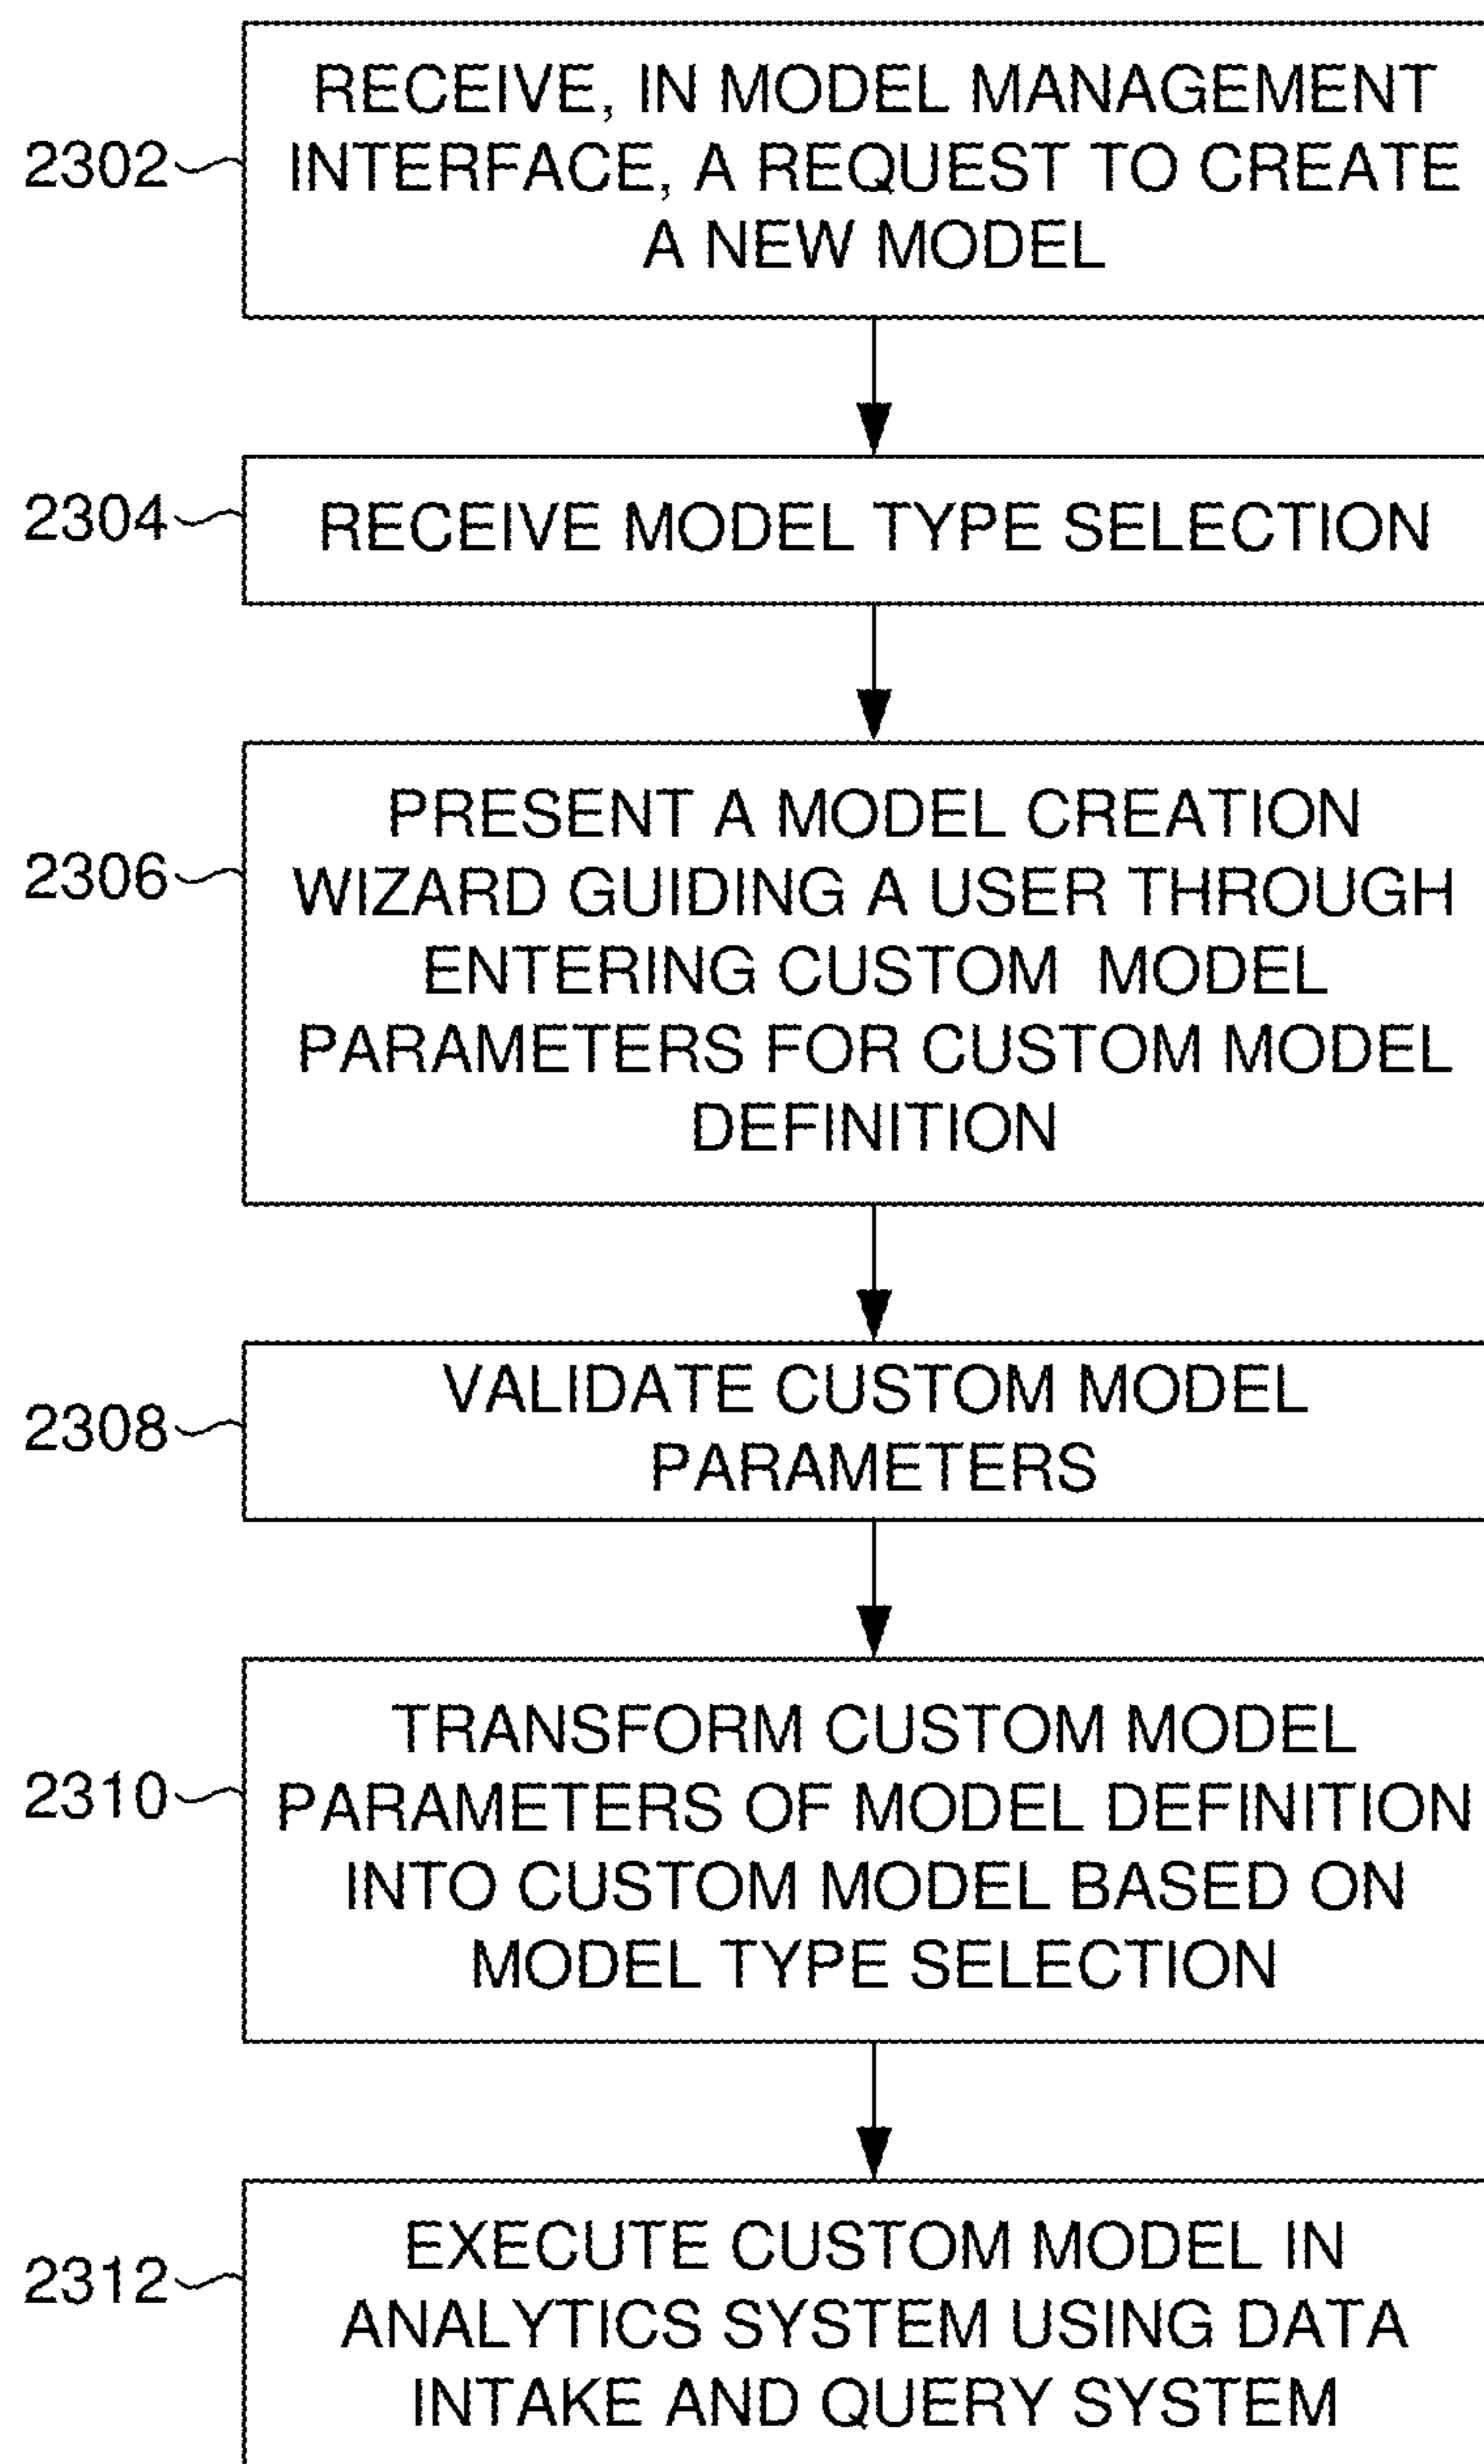 RECEIVE, IN MODEL MANAGEMENT
2302
INTERFACE, A REQUEST TO CREATE
A NEW MODEL
2304
RECEIVE MODEL TYPE SELECTION
PRESENT A MODEL CREATION
2306
WIZARD GUIDING A USER THROUGH
ENTERING CUSTOM MODEL
PARAMETERS FOR CUSTOM MODEL
DEFINITION
VALIDATE CUSTOM MODEL
2308
PARAMETERS
TRANSFORM CUSTOM MODEL
2310
PARAMETERS OF MODEL DEFINITION
INTO CUSTOM MODEL BASED ON
MODEL TYPE SELECTION
EXECUTE CUSTOM MODEL IN
2312
ANALYTICS SYSTEM USING DATA
INTAKE AND QUERY SYSTEM